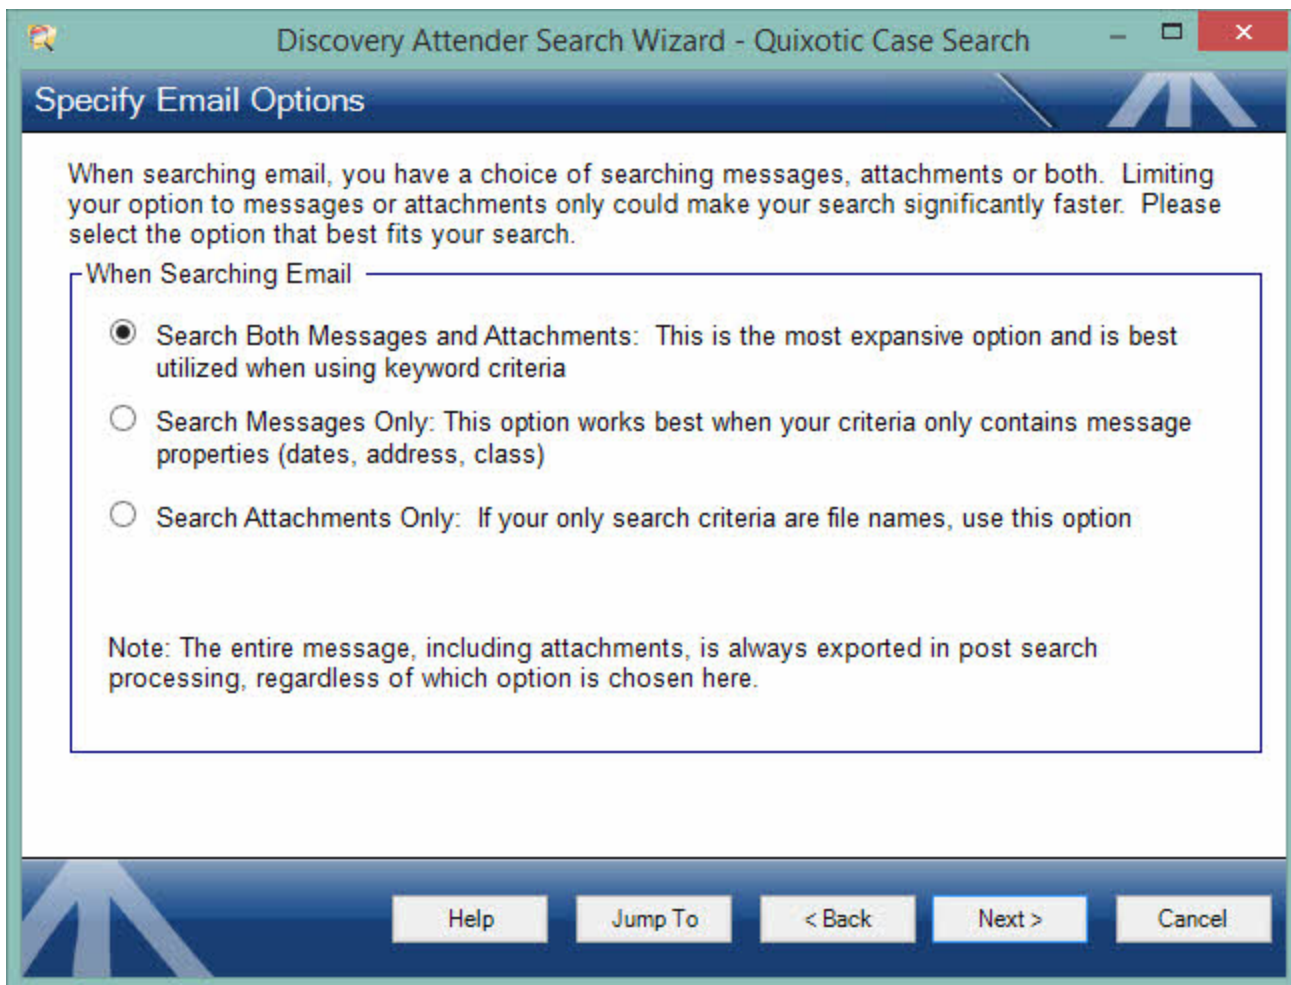 Discovery Attender Search Wizard - Quixotic Case Search
Specify Email Options
When searching email, you have a choice of searching messages, attachments or both.  Limiting
your option to messages or attachments only could make your search significantly faster.  Please
select the option that best fits your search.
When Searching Email
Search Both Messages and Attachments:  This is the most expansive option and is best
utilized when using keyword criteria
Search Messages Only: This option works best when your criteria only contains message
properties (dates, address, class)
Search Attachments Only:  If your only search criteria are file names, use this option
Note: The entire message, including attachments, is always exported in post search
processing, regardless of which option is chosen here.
Help
Jump To
< Back
Next >
Cancel